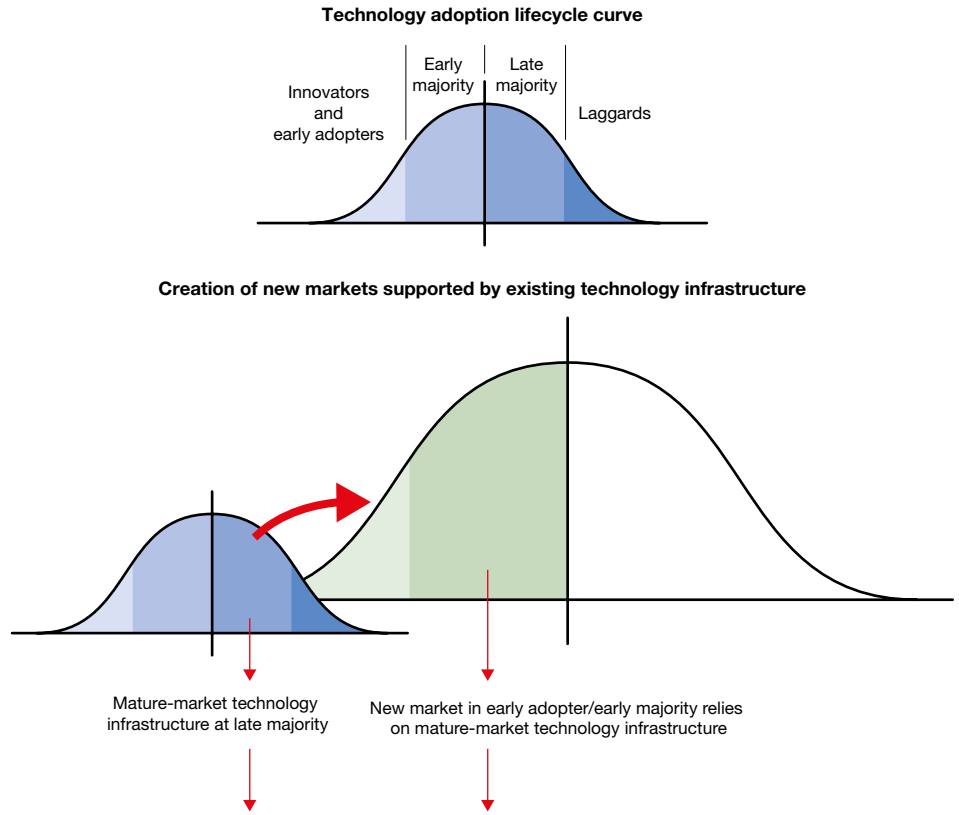 Technology adoption lifecycle curve
Innovators
and
early adopters
Early
majority
Late
majority
Laggards
Creation of new markets supported by existing technology infrastructure
Mature-market technology
infrastructure at late majority
New market in early adopter/early majority relies
on mature-market technology infrastructure